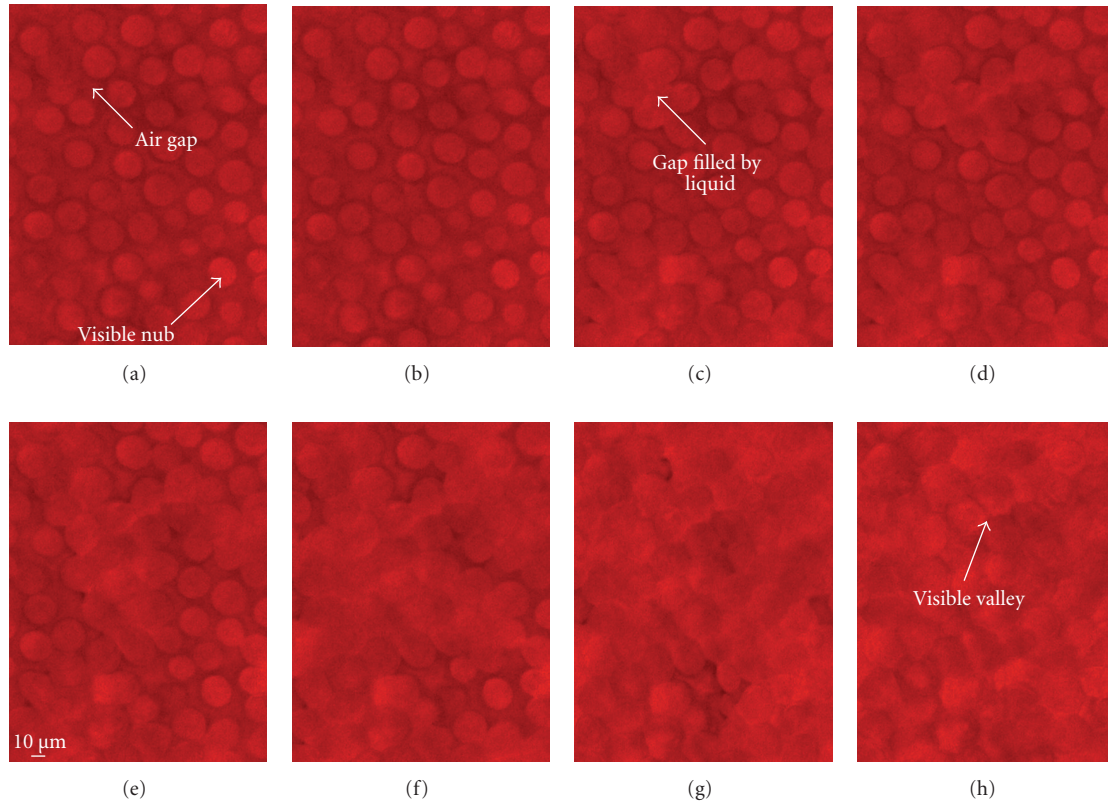 Air gap
Visible nub
(a)
(b)
Gap filled by
liquid
(c)
(d)
10 µm
(e)
(f)
(g)
Visible valley
(h)